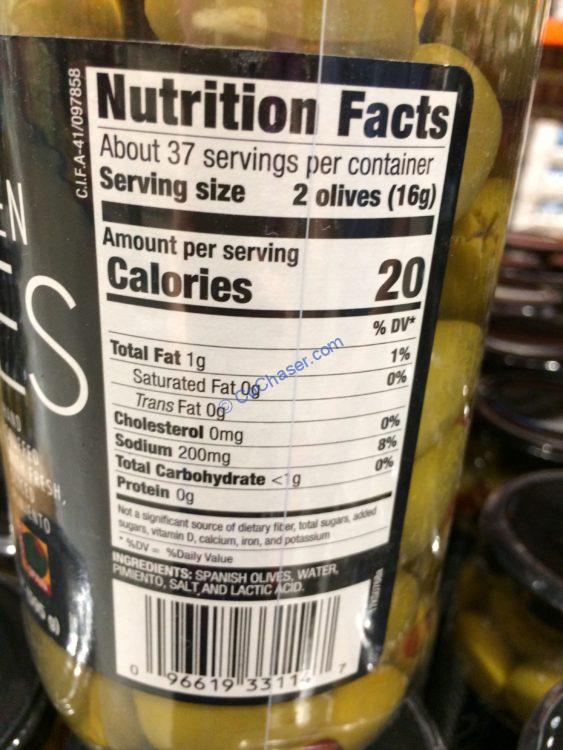 C.I.F.A-41/097858
Nutrition Facts
About 37 servings per container
Serving size 2 olives (16g)
Amount per serving
Calories 20
% DV*
Total Fat 1g 1%
Saturated Fat 0g 0%
Trans Fat 0g
Cholesterol 0mg 0%
Sodium 200mg 8%
Total Carbohydrate <1g 0%
Protein 0g
Not a significant source of dietary fiber, total sugars, added
sugars, vitamin D, calcium, iron, and potassium
* %DV = %Daily Value
INGREDIENTS: SPANISH OLIVES, WATER,
PIMIENTO, SALT AND LACTIC ACID.
0 96619 33114 7
© CoChaser.com
EN
ES